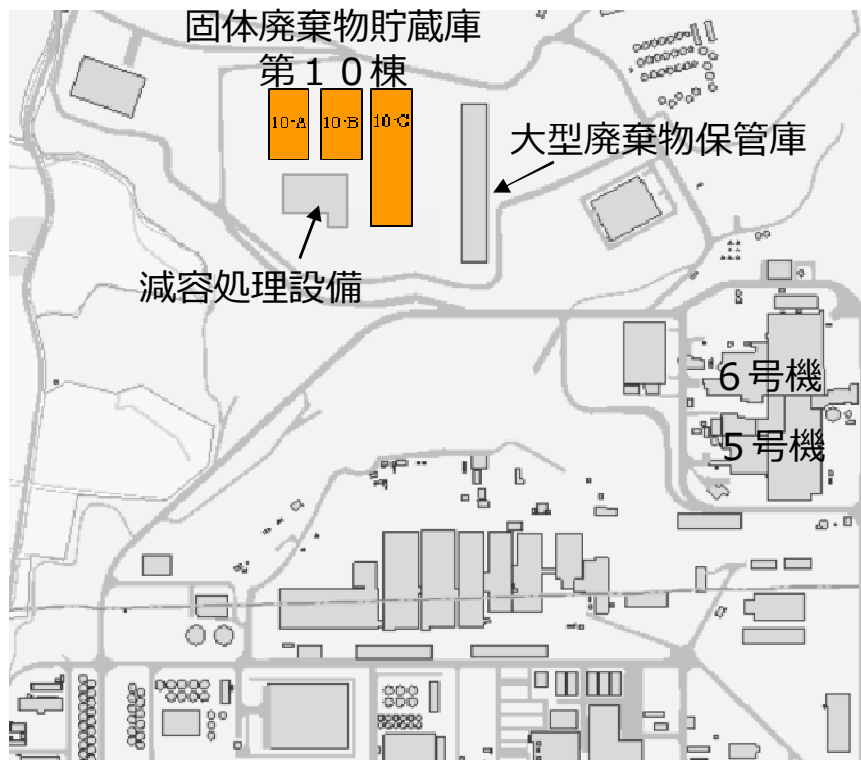 固体廃棄物貯蔵庫
第１０棟
10-A
10-B
10-C
大型廃棄物保管庫
減容処理設備
６号機
５号機